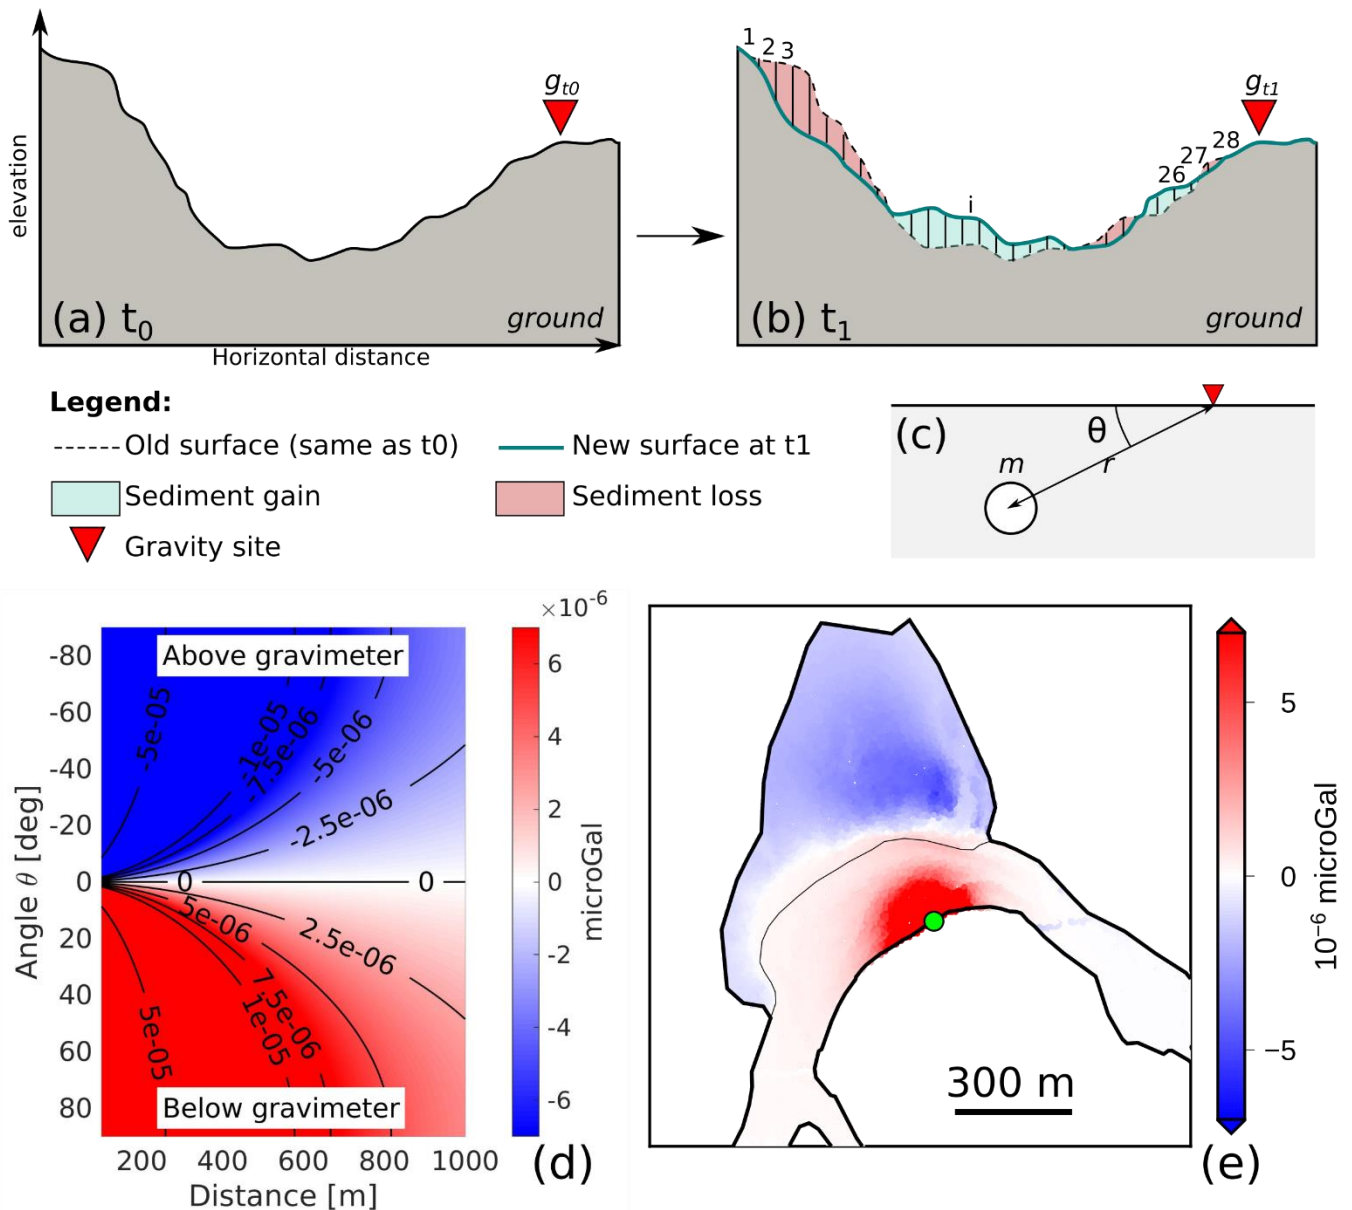 elevation
g_t0
(a) t_0
ground
Horizontal distance
1 2 3
i
26 27 28
g_t1
(b) t_1
ground
Legend:
Old surface (same as t0)
New surface at t1
Sediment gain
Sediment loss
Gravity site
(c)
θ
r
m
×10^-6
Above gravimeter
-80
-60
-40
-20
0
20
40
60
80
Angle θ [deg]
-5e-05
-1e-05
-7.5e-06
-5e-06
-2.5e-06
0
0
5e-06
2.5e-06
7.5e-06
1e-05
5e-05
Below gravimeter
200 400 600 800 1000
Distance [m]
6
4
2
0
-2
-4
-6
microGal
(d)
300 m
5
0
−5
10^−6 microGal
(e)